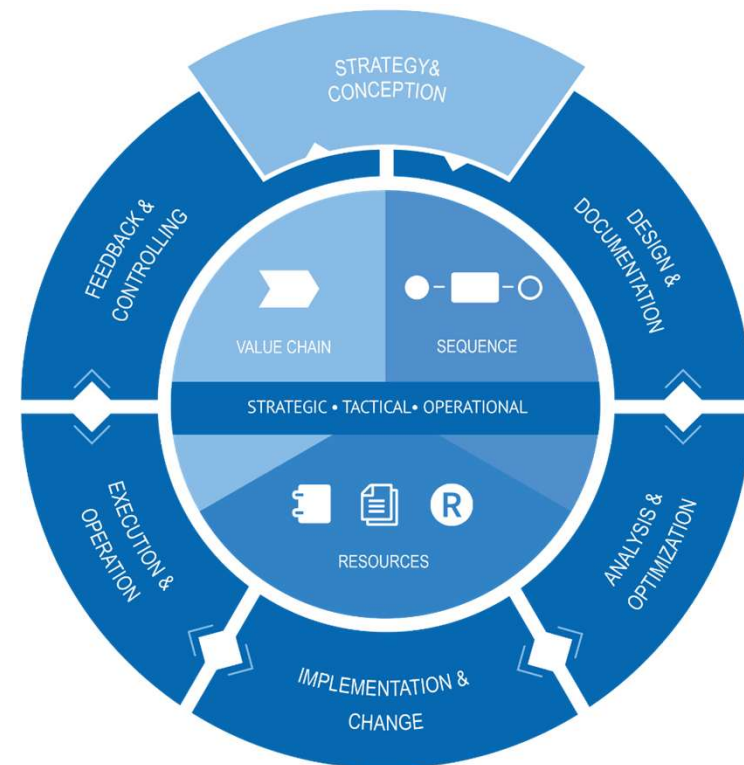 STRATEGY&
CONCEPTION
FEEDBACK &
CONTROLLING
DESIGN &
DOCUMENTATION
VALUE CHAIN
SEQUENCE
STRATEGIC • TACTICAL• OPERATIONAL
R
RESOURCES
EXECUTION &
OPERATION
ANALYSIS &
OPTIMIZATION
IMPLEMENTATION &
CHANGE